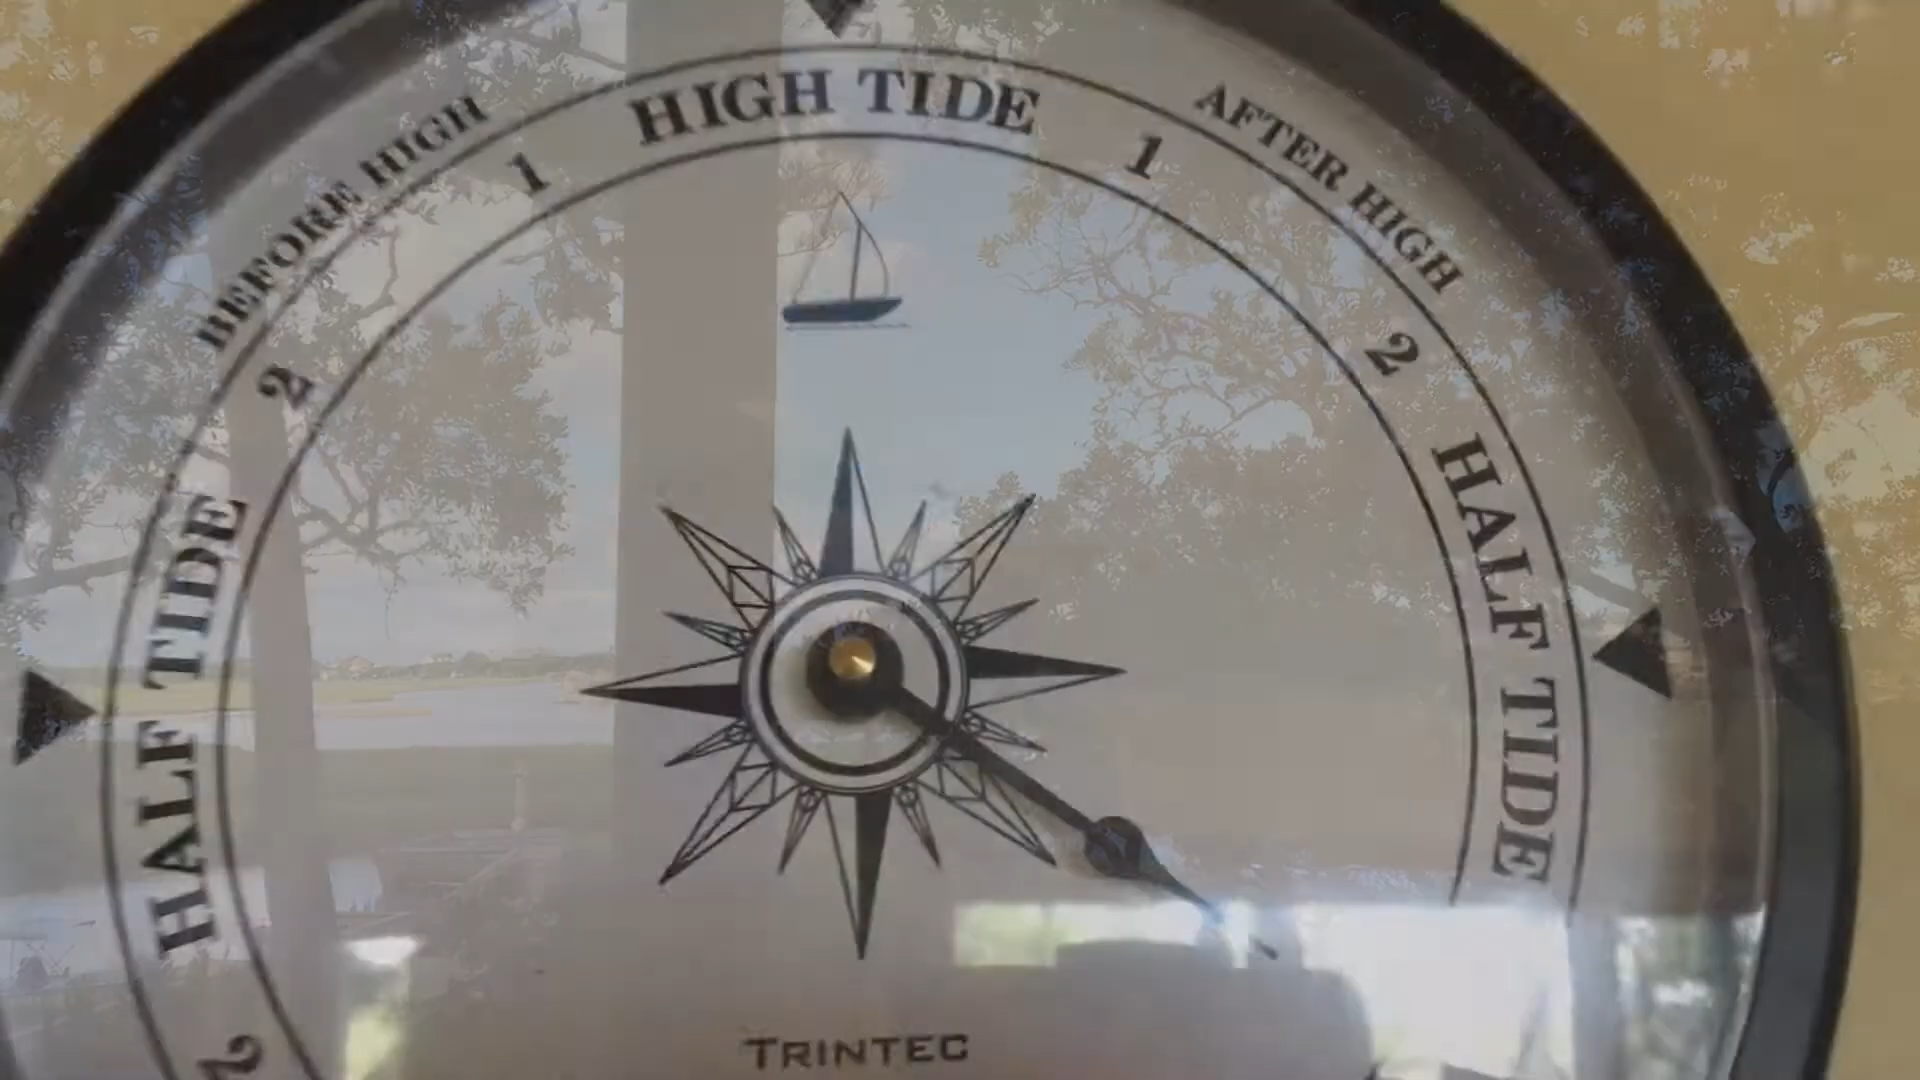 HIGH TIDE
BEFORE HIGH
AFTER HIGH
1
1
2
2
HALF TIDE
HALF TIDE
2
TRINTEC